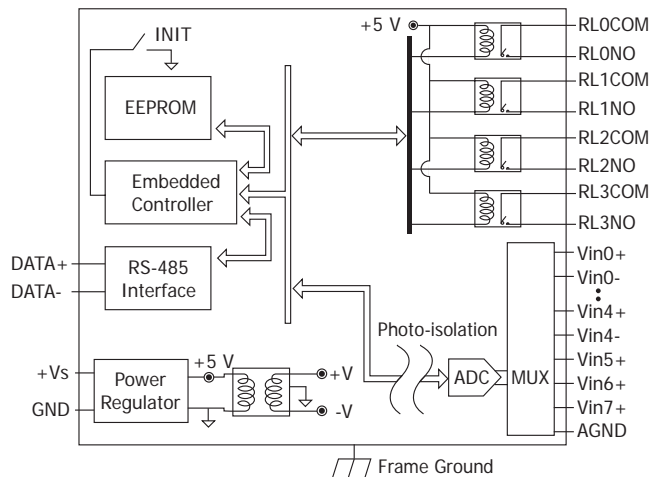 INIT
EEPROM
Embedded
Controller
DATA+
DATA-
RS-485
Interface
+Vs
GND
Power
Regulator
+5 V
+V
-V
+5 V
RL0COM
RL0NO
RL1COM
RL1NO
RL2COM
RL2NO
RL3COM
RL3NO
Photo-isolation
ADC
MUX
Vin0+
Vin0-
Vin4+
Vin4-
Vin5+
Vin6+
Vin7+
AGND
Frame Ground